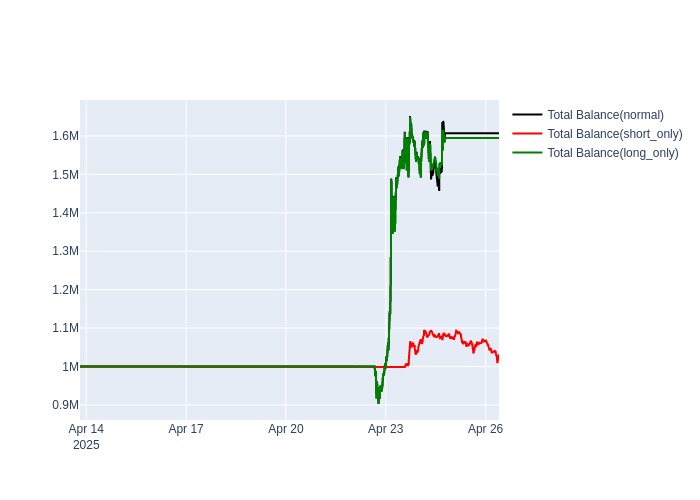 Total Balance(normal)
Total Balance(short_only)
Total Balance(long_only)
1.6M
1.5M
1.4M
1.3M
1.2M
1.1M
1M
0.9M
Apr 14
2025
Apr 17
Apr 20
Apr 23
Apr 26